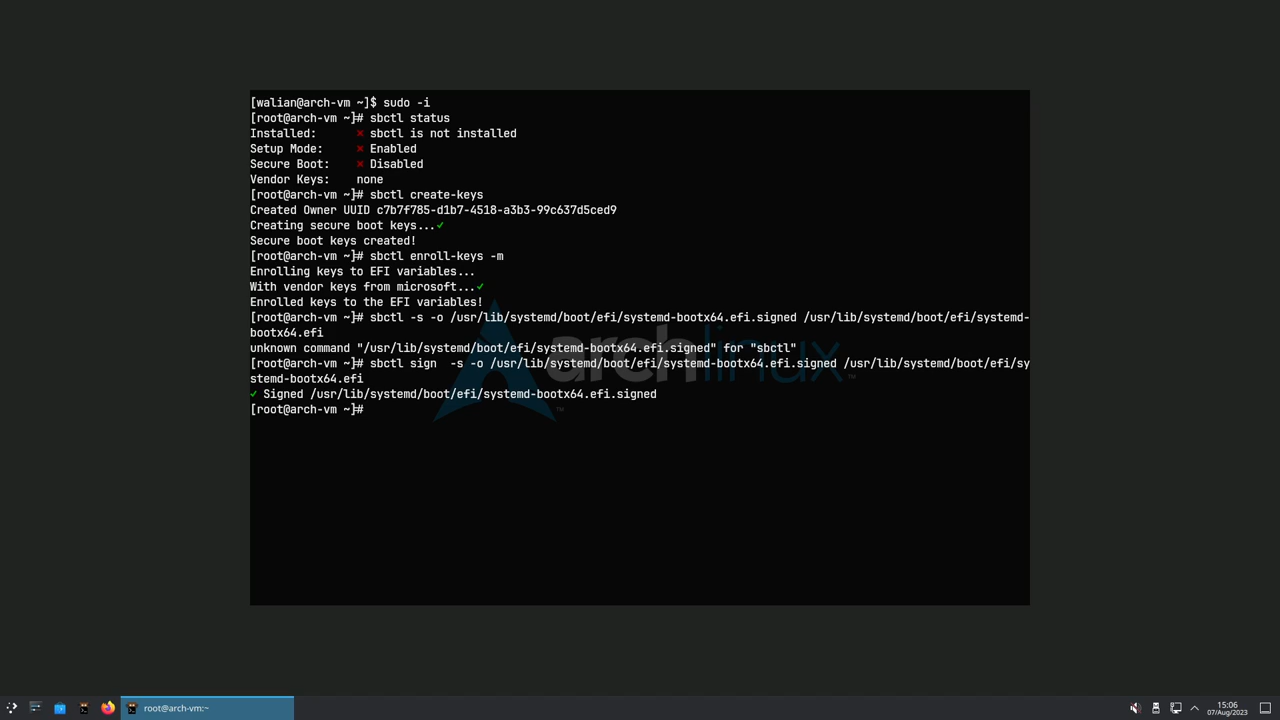 [walian@arch-vm ~]$ sudo -i
[root@arch-vm ~]# sbctl status
Installed: ✗ sbctl is not installed
Setup Mode: ✗ Enabled
Secure Boot: ✗ Disabled
Vendor Keys: none
[root@arch-vm ~]# sbctl create-keys
Created Owner UUID c7b7f785-d1b7-4518-a3b3-99c637d5ced9
Creating secure boot keys...✓
Secure boot keys created!
[root@arch-vm ~]# sbctl enroll-keys -m
Enrolling keys to EFI variables...
With vendor keys from microsoft...✓
Enrolled keys to the EFI variables!
[root@arch-vm ~]# sbctl -s -o /usr/lib/systemd/boot/efi/systemd-bootx64.efi.signed /usr/lib/systemd/boot/efi/systemd-
bootx64.efi
unknown command "/usr/lib/systemd/boot/efi/systemd-bootx64.efi.signed" for "sbctl"
[root@arch-vm ~]# sbctl sign  -s -o /usr/lib/systemd/boot/efi/systemd-bootx64.efi.signed /usr/lib/systemd/boot/efi/sy
stemd-bootx64.efi
✓ Signed /usr/lib/systemd/boot/efi/systemd-bootx64.efi.signed
[root@arch-vm ~]#
archlinux™
™
root@arch-vm:~
15:06
07/Aug/2023